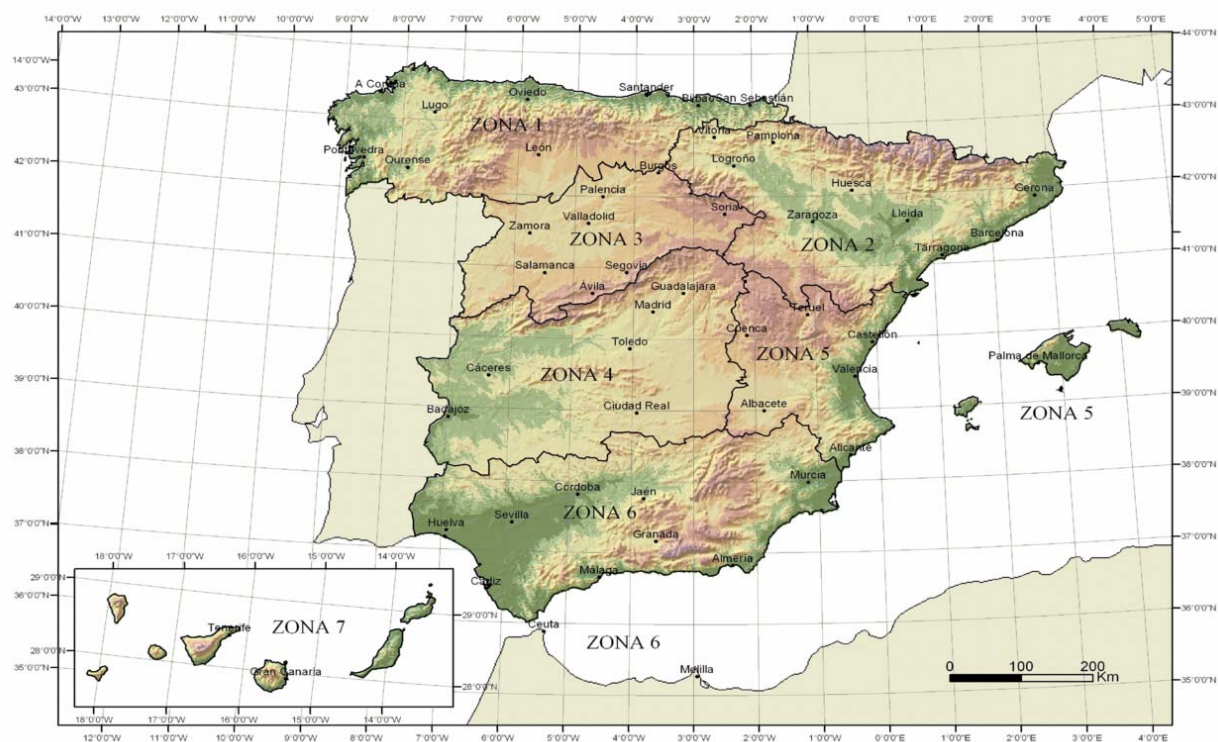 14°0'0"W 13°0'0"W 12°0'0"W 11°0'0"W 10°0'0"W 9°0'0"W 8°0'0"W 7°0'0"W 6°0'0"W 5°0'0"W 4°0'0"W 3°0'0"W 2°0'0"W 1°0'0"W 0°0'0"E 1°0'0"E 2°0'0"E 3°0'0"E 4°0'0"E 5°0'0"E
44°0'0"N
A Coruña
Lugo
Oviedo
Santander
Bilbao
San Sebastián
43°0'0"N
43°0'0"N
ZONA 1
Vitoria
Pamplona
León
Pontevedra
Ourense
Burgos
Logroño
42°0'0"N
42°0'0"N
Palencia
Huesca
Gerona
Soria
Valladolid
Zamora
Zaragoza
Lleida
ZONA 3
ZONA 2
Barcelona
Tarragona
41°0'0"N
41°0'0"N
Salamanca
Segovia
Ávila
Guadalajara
Madrid
Teruel
40°0'0"N
40°0'0"N
Cuenca
Castellón
Toledo
ZONA 5
Palma de Mallorca
Cáceres
ZONA 4
Valencia
39°0'0"N
39°0'0"N
Badajoz
Ciudad Real
Albacete
ZONA 5
38°0'0"N
38°0'0"N
Alicante
Murcia
Córdoba
Jaén
Sevilla
ZONA 6
Huelva
37°0'0"N
37°0'0"N
Granada
Almería
Málaga
Cádiz
18°0'0"W 17°0'0"W 16°0'0"W 15°0'0"W 14°0'0"W
29°0'0"N
36°0'0"N
29°0'0"N
36°0'0"N
Ceuta
ZONA 7
Tenerife
ZONA 6
28°0'0"N
35°0'0"N
Gran Canaria
28°0'0"N
Melilla
0 100 200
Km
35°0'0"N
18°0'0"W 17°0'0"W 16°0'0"W 15°0'0"W 14°0'0"W
12°0'0"W 11°0'0"W 10°0'0"W 9°0'0"W 8°0'0"W 7°0'0"W 6°0'0"W 5°0'0"W 4°0'0"W 3°0'0"W 2°0'0"W 1°0'0"W 0°0'0"E 1°0'0"E 2°0'0"E 3°0'0"E 4°0'0"E